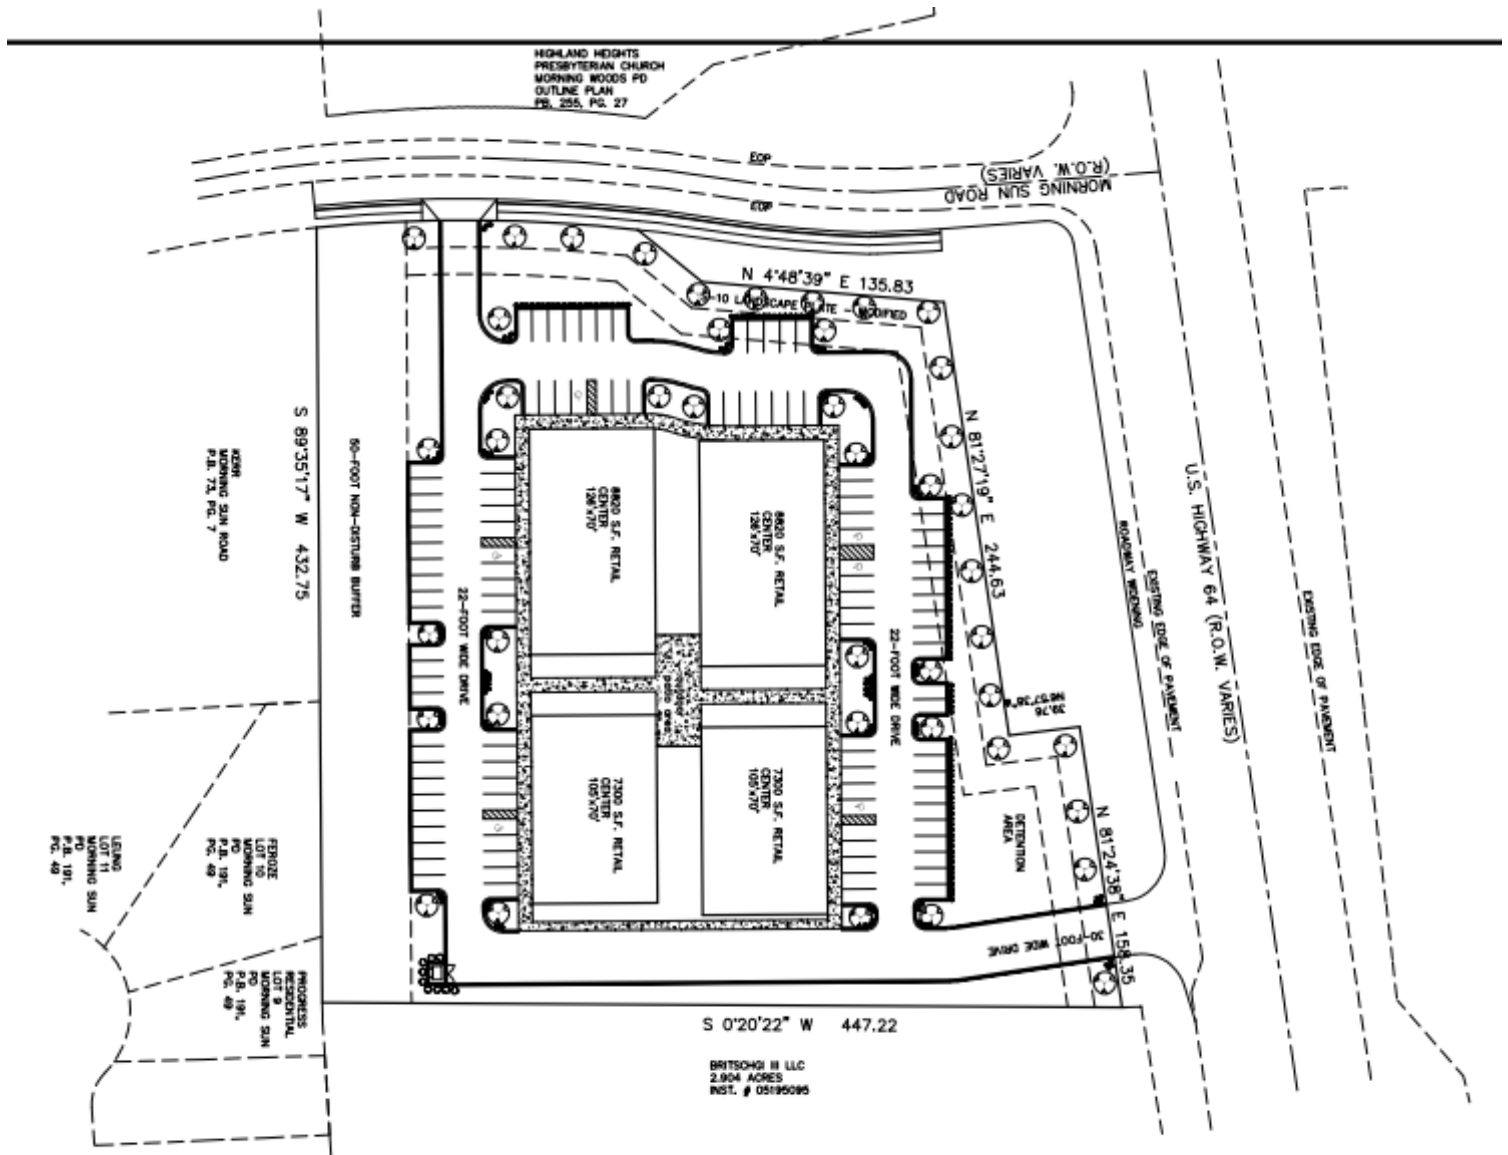 HIGHLAND HEIGHTS
PRESBYTERIAN CHURCH
MORNING WOODS PD
OUTLINE PLAN
PB. 255, PG. 27
EOP
EOP
MORNING SUN ROAD
(R.O.W. VARIES)
N 4°48'39" E 135.83
10 LANDSCAPE PLATE - MODIFIED
N 81°27'19" E 244.63
U.S. HIGHWAY 64 (R.O.W. VARIES)
ROADWAY WIDENING
EXISTING EDGE OF PAVEMENT
EXISTING EDGE OF PAVEMENT
S 89°35'17" W 432.75
50-FOOT NON-DISTURB BUFFER
KERR
MORNING SUN ROAD
P.B. 73, PG. 7
8820 S.F. RETAIL
CENTER
126'x70'
8820 S.F. RETAIL
CENTER
126'x70'
22-FOOT WIDE DRIVE
22-FOOT WIDE DRIVE
outdoor
patio area
39.76
7300 S.F. RETAIL
CENTER
105'x70'
7300 S.F. RETAIL
CENTER
105'x70'
DETENTION
AREA
N 81°24'38" E 158.35
30-FOOT WIDE DRIVE
LEUNG
LOT 11
MORNING SUN
PD
P.B. 191,
PG. 49
FEROZE
LOT 10
MORNING SUN
PD
P.B. 191,
PG. 49
PROGRESS
RESIDENTIAL
LOT 9
MORNING SUN
PD
P.B. 191,
PG. 49
S 0°20'22" W 447.22
BRITSCHGI III LLC
2.904 ACRES
INST. # 05195095